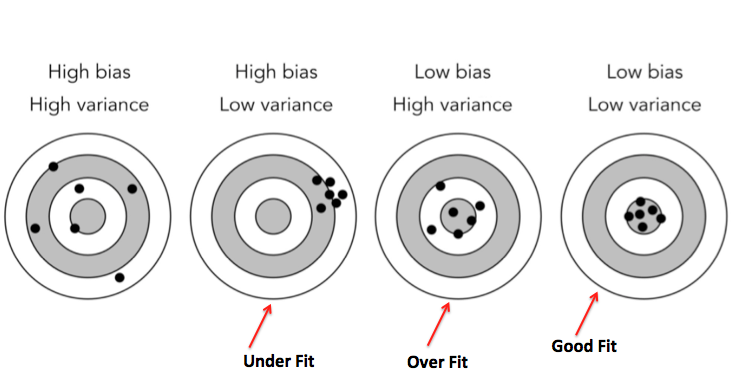 High bias
High variance
High bias
Low variance
Low bias
High variance
Low bias
Low variance
Under Fit
Over Fit
Good Fit